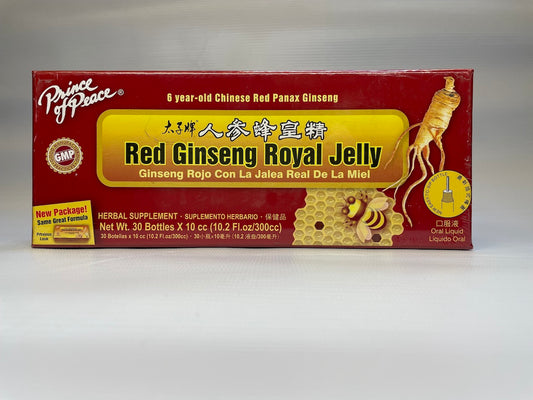 Prince of Peace®
6 year-old Chinese Red Panax Ginseng
太子牌® 人參蜂皇精
Red Ginseng Royal Jelly
Ginseng Rojo Con La Jalea Real De La Miel
GMP
New Package!
Same Great Formula
Previous Look
HERBAL SUPPLEMENT · SUPLEMENTO HERBARIO · 保健品
Net Wt. 30 Bottles X 10 cc (10.2 Fl.oz/300cc)
30 Botellas x 10 cc (10.2 Fl.oz/300cc) · 30小瓶×10毫升 (10.2 液盎/300毫升)
口服液
Oral Liquid
Líquido Oral